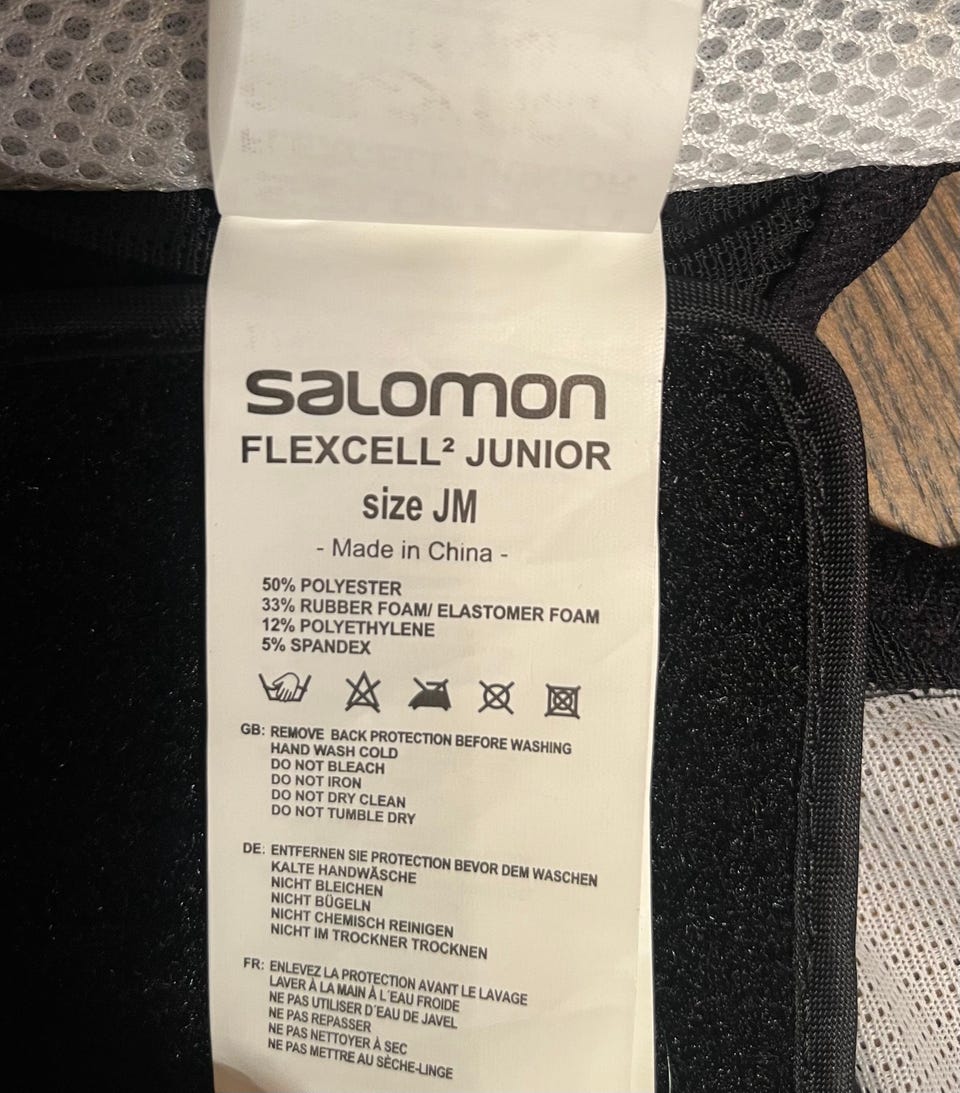 SALOMON
FLEXCELL² JUNIOR
size JM
- Made in China -
50% POLYESTER
33% RUBBER FOAM/ ELASTOMER FOAM
12% POLYETHYLENE
5% SPANDEX
GB: REMOVE BACK PROTECTION BEFORE WASHING
HAND WASH COLD
DO NOT BLEACH
DO NOT IRON
DO NOT DRY CLEAN
DO NOT TUMBLE DRY
DE: ENTFERNEN SIE PROTECTION BEVOR DEM WASCHEN
KALTE HANDWÄSCHE
NICHT BLEICHEN
NICHT BÜGELN
NICHT CHEMISCH REINIGEN
NICHT IM TROCKNER TROCKNEN
FR: ENLEVEZ LA PROTECTION AVANT LE LAVAGE
LAVER À LA MAIN À L´EAU FROIDE
NE PAS UTILISER D´EAU DE JAVEL
NE PAS REPASSER
NE PAS NETTOYER À SEC
NE PAS METTRE AU SÈCHE-LINGE